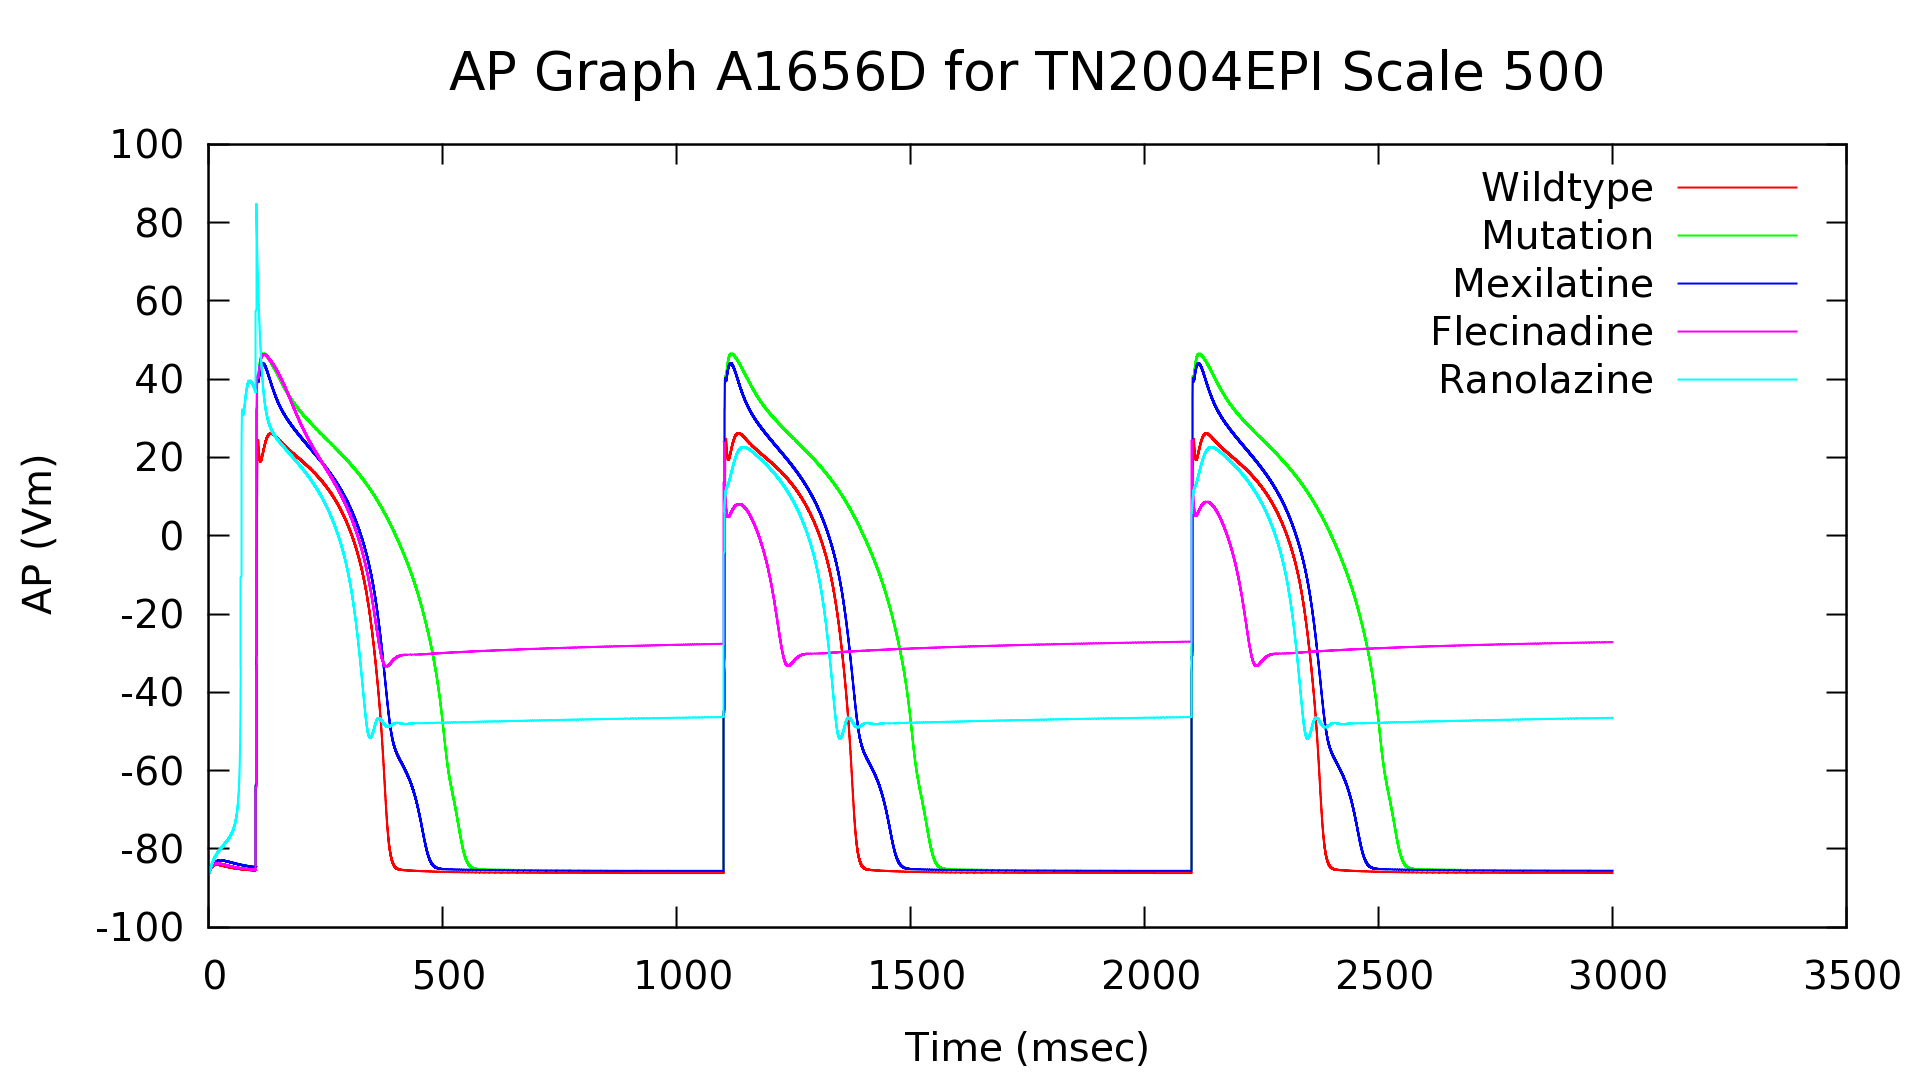 AP Graph A1656D for TN2004EPI Scale 500
100
80
60
40
20
0
-20
-40
-60
-80
-100
AP (Vm)
Wildtype
Mutation
Mexilatine
Flecinadine
Ranolazine
0 500 1000 1500 2000 2500 3000 3500
Time (msec)